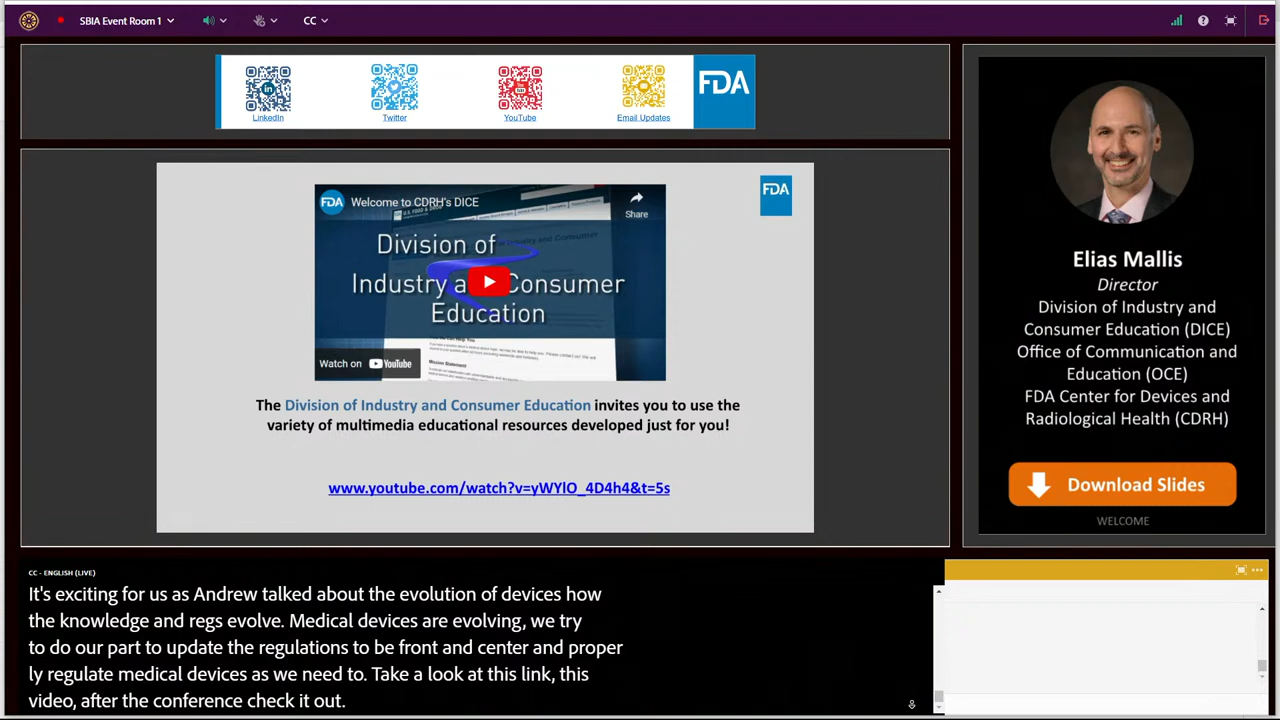 SBIA Event Room 1
CC
LinkedIn
Twitter
YouTube
Email Updates
FDA
FDA
FDA Welcome to CDRH's DICE
Share
Division of
Industry a Consumer
Education
Watch on YouTube
Mission Statement
The Division of Industry and Consumer Education invites you to use the
variety of multimedia educational resources developed just for you!
www.youtube.com/watch?v=yWYlO_4D4h4&t=5s
Elias Mallis
Director
Division of Industry and
Consumer Education (DICE)
Office of Communication and
Education (OCE)
FDA Center for Devices and
Radiological Health (CDRH)
Download Slides
WELCOME
CC - ENGLISH (LIVE)
It's exciting for us as Andrew talked about the evolution of devices how
the knowledge and regs evolve. Medical devices are evolving, we try
to do our part to update the regulations to be front and center and proper
ly regulate medical devices as we need to. Take a look at this link, this
video, after the conference check it out.